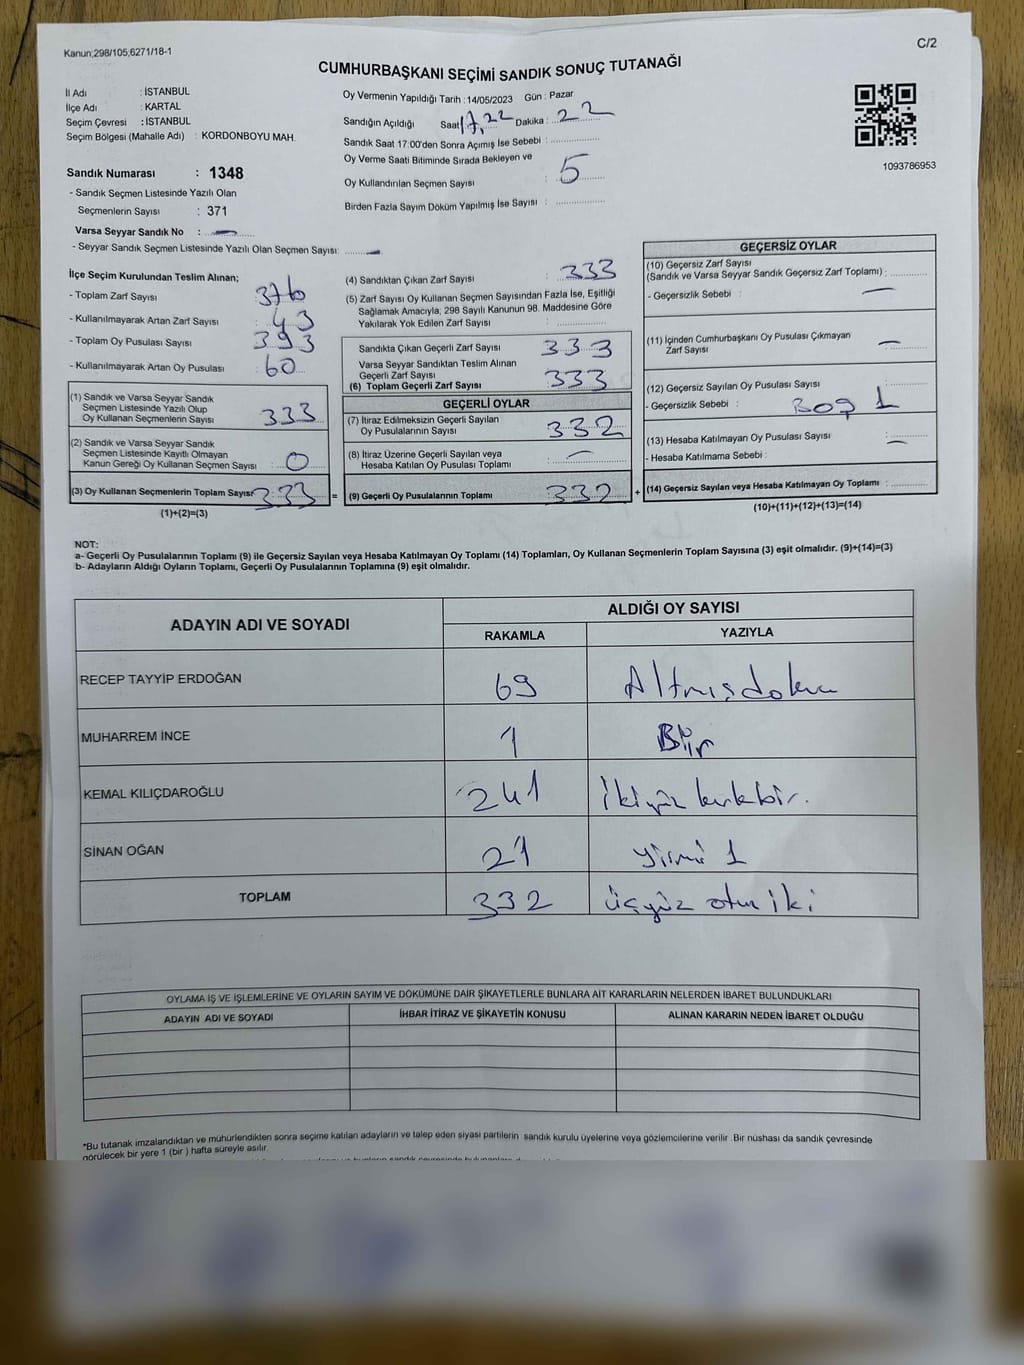 Kanun;298/105;6271/18-1
C/2
CUMHURBAŞKANI SEÇİMİ SANDIK SONUÇ TUTANAĞI
İl Adı : İSTANBUL
İlçe Adı : KARTAL
Seçim Çevresi : İSTANBUL
Seçim Bölgesi (Mahalle Adı) : KORDONBOYU MAH.
Oy Vermenin Yapıldığı Tarih : 14/05/2023 Gün : Pazar
Sandığın Açıldığı Saat 17,22 Dakika : 22
Sandık Saat 17:00'den Sonra Açımış İse Sebebi :
Oy Verme Saati Bitiminde Sırada Bekleyen ve
Oy Kullandırılan Seçmen Sayısı : 5
Birden Fazla Sayım Döküm Yapılmış İse Sayısı :
1093786953
Sandık Numarası : 1348
- Sandık Seçmen Listesinde Yazılı Olan
Seçmenlerin Sayısı : 371
Varsa Seyyar Sandık No : —
- Seyyar Sandık Seçmen Listesinde Yazılı Olan Seçmen Sayısı: —
İlçe Seçim Kurulundan Teslim Alınan;
- Toplam Zarf Sayısı : 376
- Kullanılmayarak Artan Zarf Sayısı : 43
- Toplam Oy Pusulası Sayısı : 393
- Kullanılmayarak Artan Oy Pusulası : 60
(1) Sandık ve Varsa Seyyar Sandık
Seçmen Listesinde Yazılı Olup
Oy Kullanan Seçmenlerin Sayısı : 333
(2) Sandık ve Varsa Seyyar Sandık
Seçmen Listesinde Kayıtlı Olmayan
Kanun Gereği Oy Kullanan Seçmen Sayısı : 0
(3) Oy Kullanan Seçmenlerin Toplam Sayısı 333
(1)+(2)=(3)
(4) Sandıktan Çıkan Zarf Sayısı : 333
(5) Zarf Sayısı Oy Kullanan Seçmen Sayısından Fazla İse, Eşitliği
Sağlamak Amacıyla; 298 Sayılı Kanunun 98. Maddesine Göre
Yakılarak Yok Edilen Zarf Sayısı :
Sandıkta Çıkan Geçerli Zarf Sayısı 333
Varsa Seyyar Sandıktan Teslim Alınan
Geçerli Zarf Sayısı
(6) Toplam Geçerli Zarf Sayısı 333
GEÇERLİ OYLAR
(7) İtiraz Edilmeksizin Geçerli Sayılan
Oy Pusulalarının Sayısı : 332
(8) İtiraz Üzerine Geçerli Sayılan veya
Hesaba Katılan Oy Pusulası Toplamı : —
= (9) Geçerli Oy Pusulalarının Toplamı : 332
GEÇERSİZ OYLAR
(10) Geçersiz Zarf Sayısı
(Sandık ve Varsa Seyyar Sandık Geçersiz Zarf Toplamı) :
- Geçersizlik Sebebi : —
(11) İçinden Cumhurbaşkanı Oy Pusulası Çıkmayan
Zarf Sayısı : —
(12) Geçersiz Sayılan Oy Pusulası Sayısı :
- Geçersizlik Sebebi : Boş 1
(13) Hesaba Katılmayan Oy Pusulası Sayısı : —
- Hesaba Katılmama Sebebi :
+ (14) Geçersiz Sayılan veya Hesaba Katılmayan Oy Toplamı :
(10)+(11)+(12)+(13)=(14)
NOT:
a- Geçerli Oy Pusulalarının Toplamı (9) ile Geçersiz Sayılan veya Hesaba Katılmayan Oy Toplamı (14) Toplamları, Oy Kullanan Seçmenlerin Toplam Sayısına (3) eşit olmalıdır. (9)+(14)=(3)
b- Adayların Aldığı Oyların Toplamı, Geçerli Oy Pusulalarının Toplamına (9) eşit olmalıdır.
ADAYIN ADI VE SOYADI
ALDIĞI OY SAYISI
RAKAMLA YAZIYLA
RECEP TAYYİP ERDOĞAN 69 Altmışdokuz
MUHARREM İNCE 1 Bir
KEMAL KILIÇDAROĞLU 241 ikiyüz kırkbir.
SİNAN OĞAN 21 yirmi 1
TOPLAM 332 üçyüz otuz iki
OYLAMA İŞ VE İŞLEMLERİNE VE OYLARIN SAYIM VE DÖKÜMÜNE DAİR ŞİKAYETLERLE BUNLARA AİT KARARLARIN NELERDEN İBARET BULUNDUKLARI
ADAYIN ADI VE SOYADI İHBAR İTİRAZ VE ŞİKAYETİN KONUSU ALINAN KARARIN NEDEN İBARET OLDUĞU
*Bu tutanak imzalandıktan ve mühürlendikten sonra seçime katılan adayların ve talep eden siyasi partilerin sandık kurulu üyelerine veya gözlemcilerine verilir. Bir nüshası da sandık çevresinde
görülecek bir yere 1 (bir) hafta süreyle asılır.